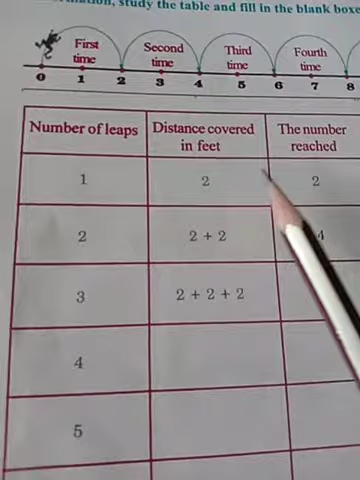 study the table and fill in the blank
First time
Second time
Third time
Fourth time
0 1 2 3 4 5 6 7 8
Number of leaps
Distance covered in feet
The number reached
1 2 2
2 2 + 2 4
3 2 + 2 + 2
4
5